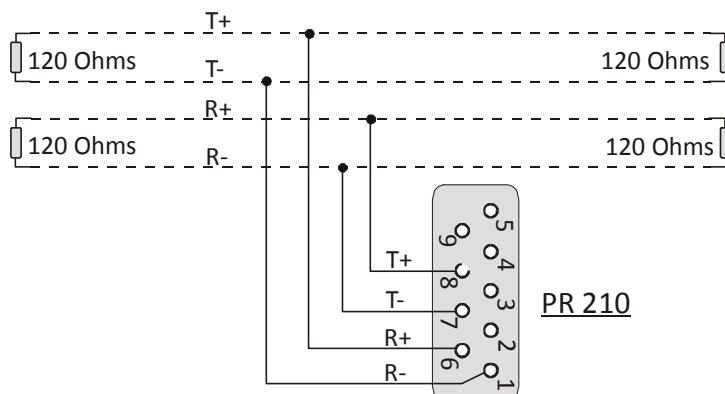 T+
120 Ohms 120 Ohms
T-
R+
120 Ohms 120 Ohms
R-
5
9
4
T+ 8
3
T- 7
PR 210
2
R+ 6
R- 1